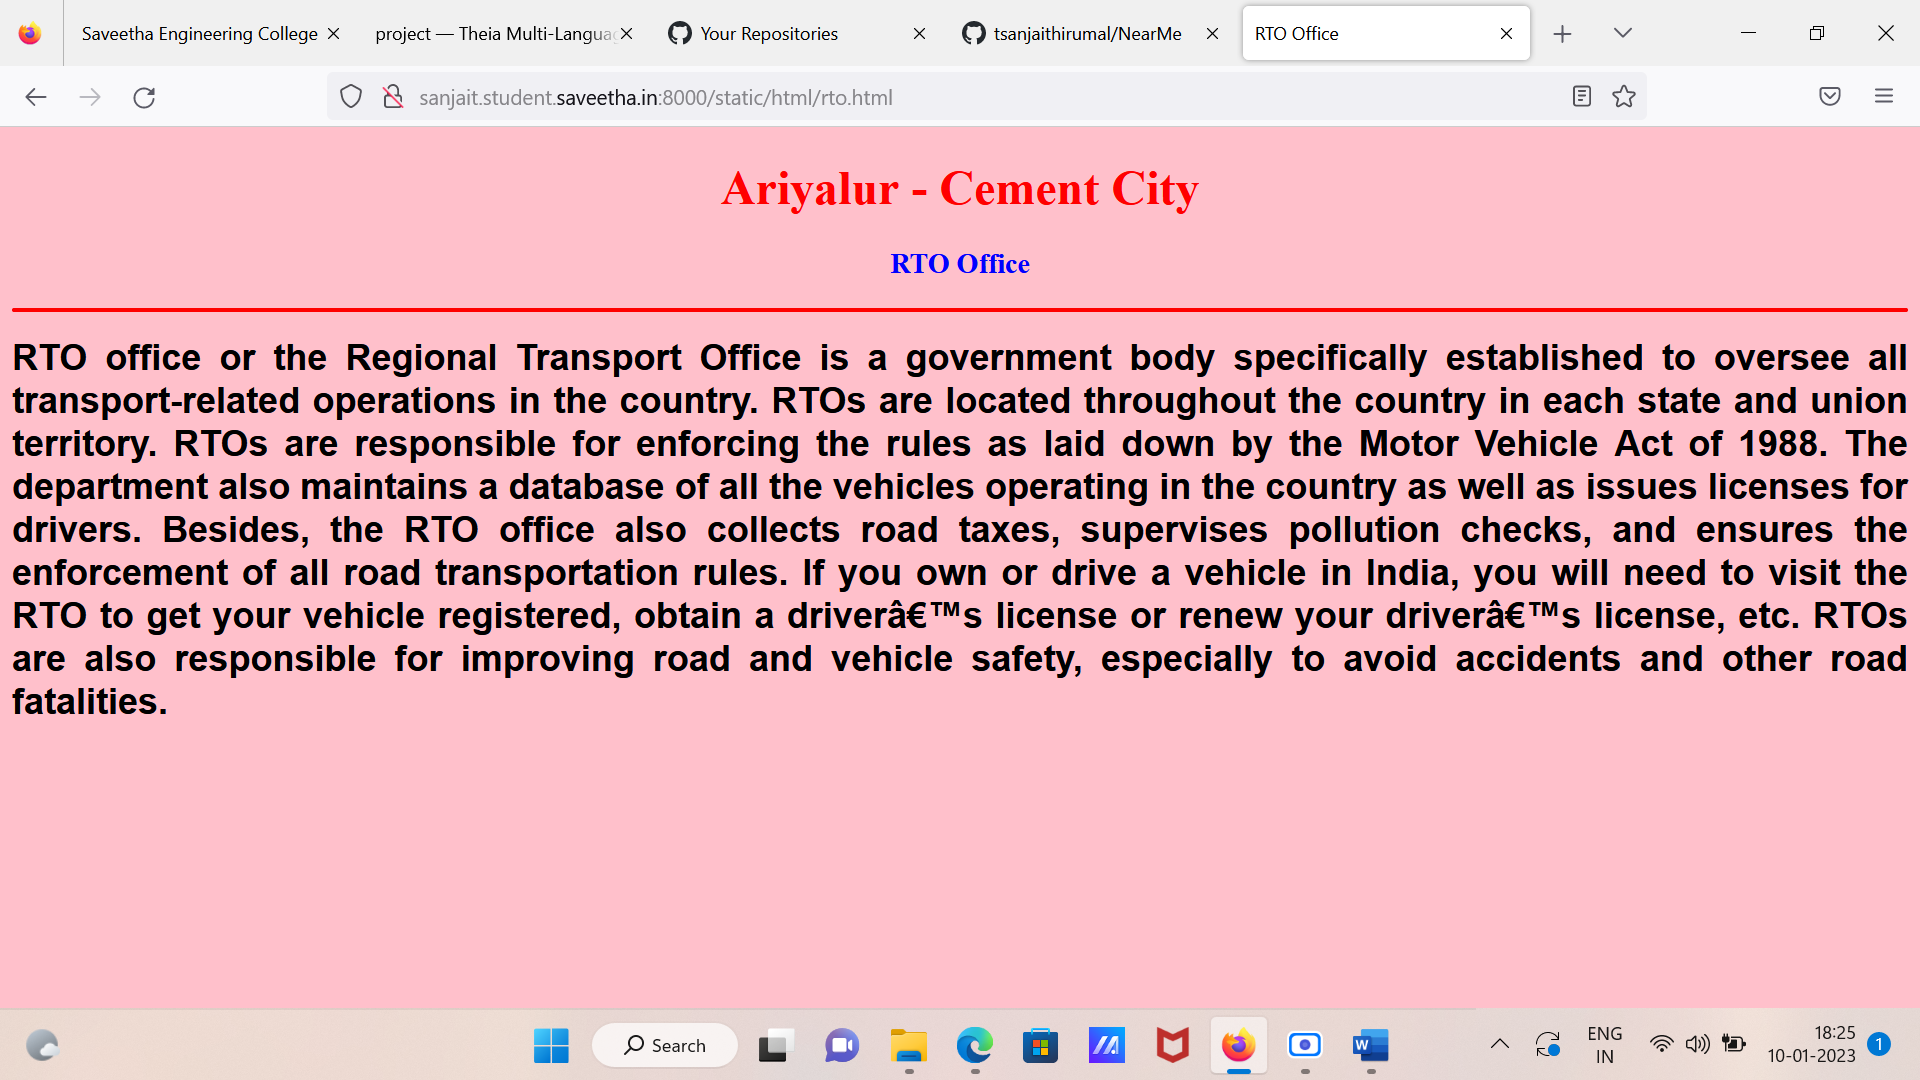 Saveetha Engineering College
project — Theia Multi-Langua
Your Repositories
tsanjaithirumal/NearMe
RTO Office
sanjait.student.saveetha.in:8000/static/html/rto.html
Ariyalur - Cement City
RTO Office
RTO office or the Regional Transport Office is a government body specifically established to oversee all
transport-related operations in the country. RTOs are located throughout the country in each state and union
territory. RTOs are responsible for enforcing the rules as laid down by the Motor Vehicle Act of 1988. The
department also maintains a database of all the vehicles operating in the country as well as issues licenses for
drivers. Besides, the RTO office also collects road taxes, supervises pollution checks, and ensures the
enforcement of all road transportation rules. If you own or drive a vehicle in India, you will need to visit the
RTO to get your vehicle registered, obtain a driverâ€™s license or renew your driverâ€™s license, etc. RTOs
are also responsible for improving road and vehicle safety, especially to avoid accidents and other road
fatalities.
Search
W
ENG
IN
18:25
10-01-2023
1